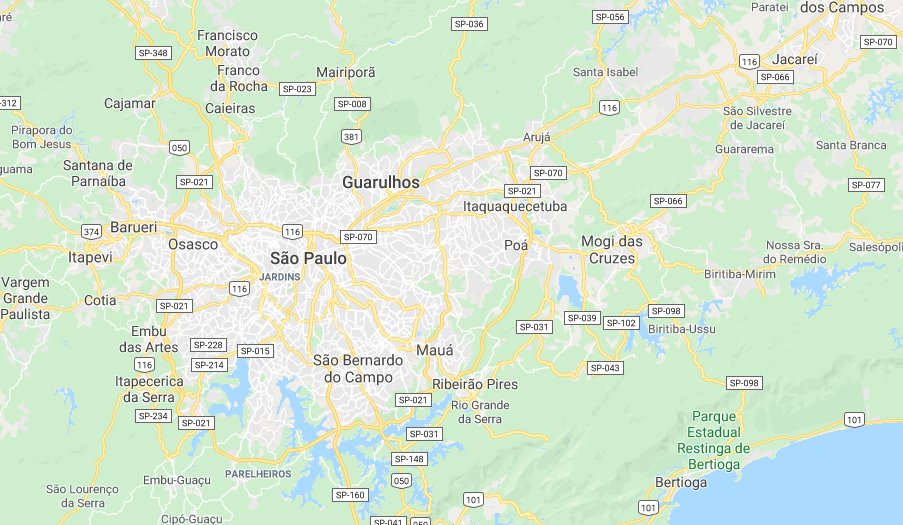 dos Campos
Paratei
SP-056
SP-036
Francisco
Morato
SP-070
SP-348
116
Jacareí
Franco
da Rocha
Mairiporã
Santa Isabel
SP-066
SP-023
-312
Cajamar
SP-008
Caieiras
116
São Silvestre
de Jacareí
Pirapora do
Bom Jesus
381
Arujá
050
Guararema
Santa Branca
guama
Santana de
Parnaíba
SP-070
SP-021
Guarulhos
SP-021
SP-077
Itaquaquecetuba
SP-066
Barueri
374
116
SP-070
Osasco
Poá
Mogi das
Cruzes
Nossa Sra.
do Remédio
Salesópoli
Itapevi
São Paulo
JARDINS
Biritiba-Mirim
Vargem
Grande
Paulista
Cotia
116
SP-021
SP-098
SP-039
SP-102
SP-031
Biritiba-Ussu
Embu
das Artes
SP-228
SP-015
Mauá
116
SP-214
São Bernardo
do Campo
SP-043
Itapecerica
da Serra
Ribeirão Pires
SP-098
SP-021
Rio Grande
da Serra
SP-234
SP-021
Parque
Estadual
Restinga de
Bertioga
101
SP-031
SP-148
PARELHEIROS
Embu-Guaçu
050
Bertioga
São Lourenço
da Serra
SP-160
101
101
Cipó-Guaçu
SP-041
050